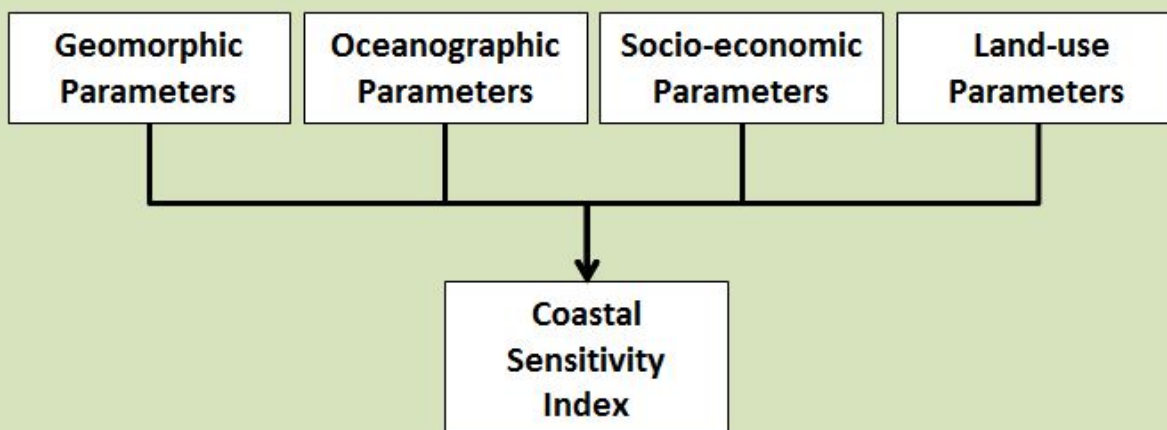 Geomorphic
Parameters
Oceanographic
Parameters
Socio-economic
Parameters
Land-use
Parameters
Coastal
Sensitivity
Index